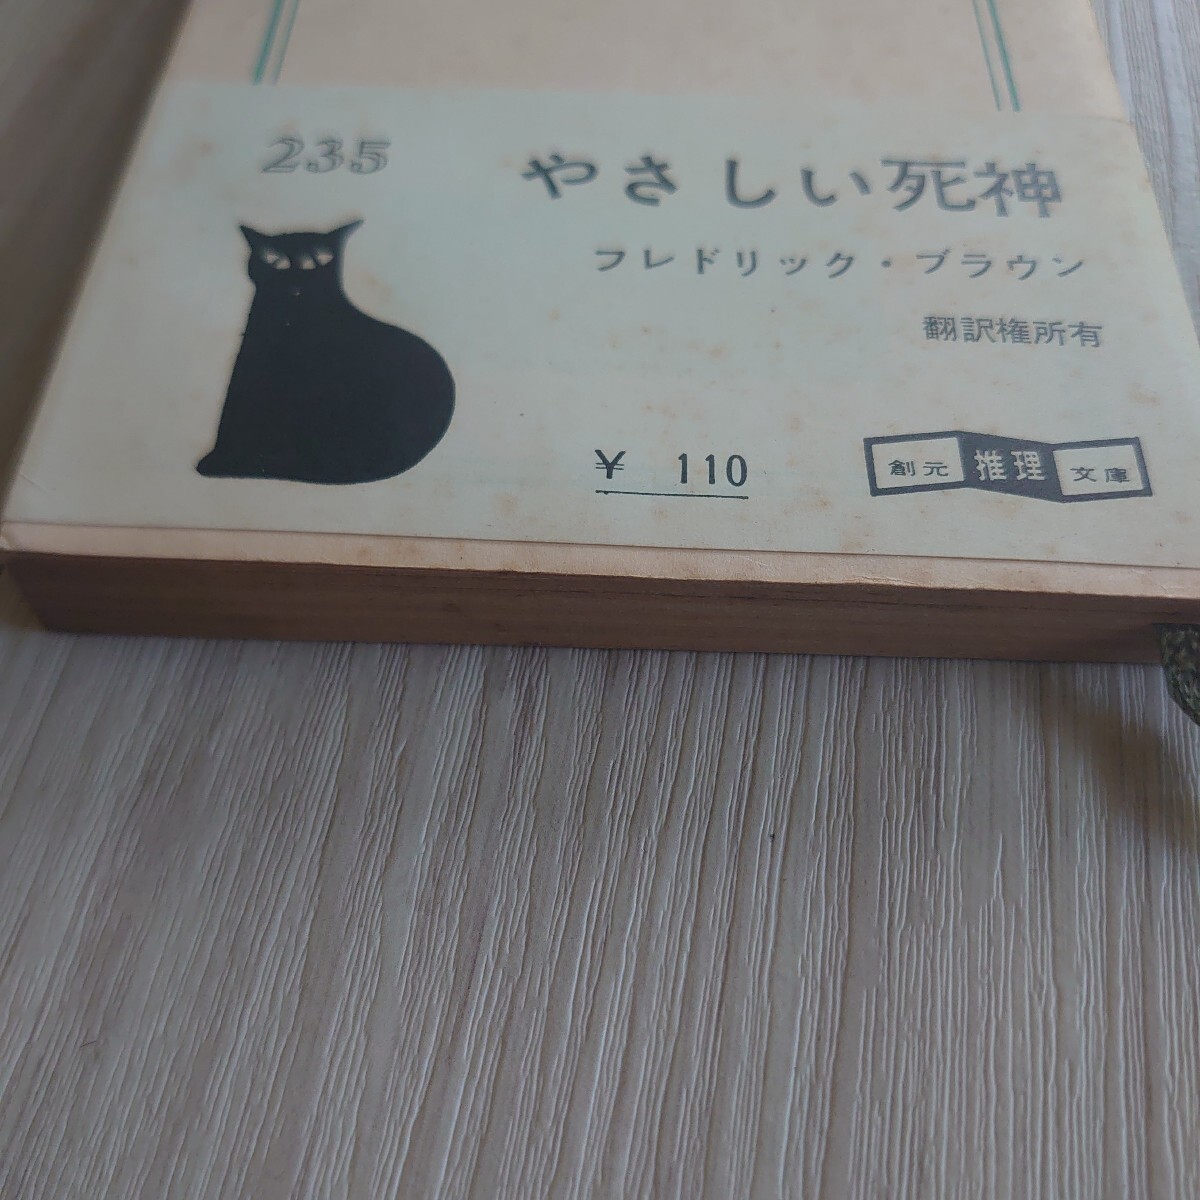 235
やさしい死神
フレドリック・ブラウン
翻訳権所有
¥ 110
創元推理文庫